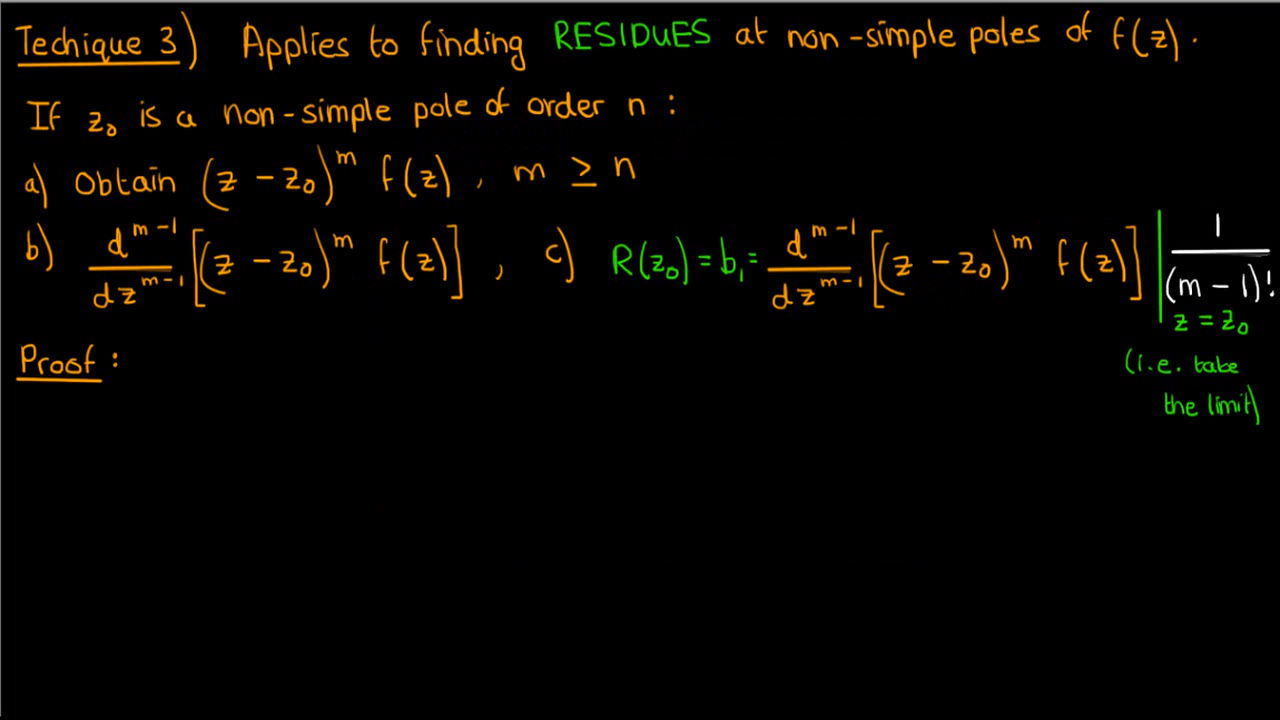 Techique 3) Applies to finding RESIDUES at non-simple poles of f(z).
If z₀ is a non-simple pole of order n :
a) Obtain (z - z₀)^m f(z) , m ≥ n
b) d^(m-1)/dz^(m-1) [(z - z₀)^m f(z)] , c) R(z₀) = b₁ = d^(m-1)/dz^(m-1) [(z - z₀)^m f(z)] | 1/(m-1)!
z = z₀
Proof :
(i.e. take
the limit)